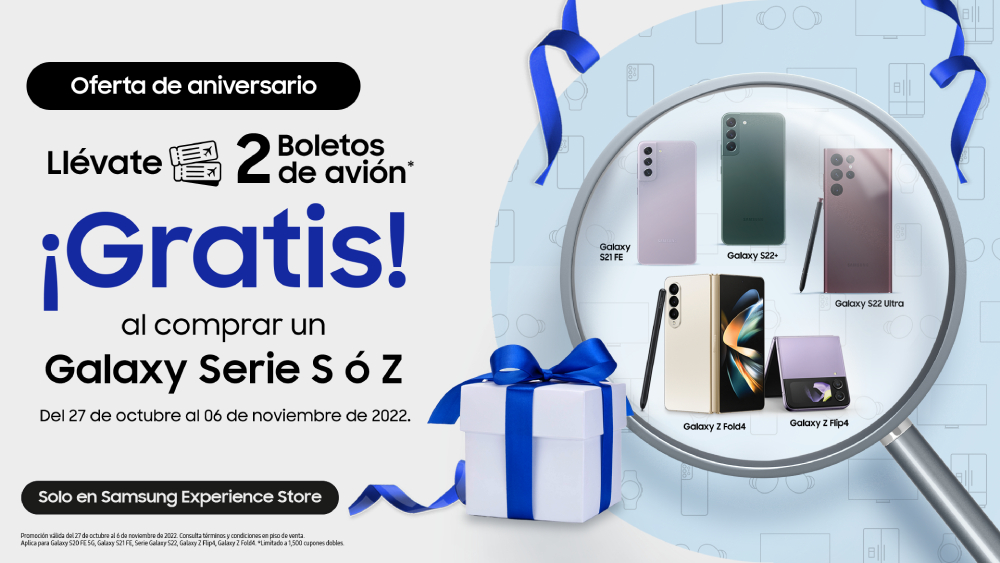 Oferta de aniversario
Llévate 2 Boletos
de avión*
¡Gratis!
al comprar un
Galaxy Serie S ó Z
Del 27 de octubre al 06 de noviembre de 2022.
Solo en Samsung Experience Store
Promoción válida del 27 de octubre al 6 de noviembre de 2022. Consulta términos y condiciones en piso de venta.
Aplica para Galaxy S20 FE 5G, Galaxy S21 FE, Serie Galaxy S22, Galaxy Z Flip4, Galaxy Z Fold4. *Limitado a 1,500 cupones dobles.
Galaxy
S21 FE
Galaxy S22+
Galaxy S22 Ultra
Galaxy Z Fold4
Galaxy Z Flip4